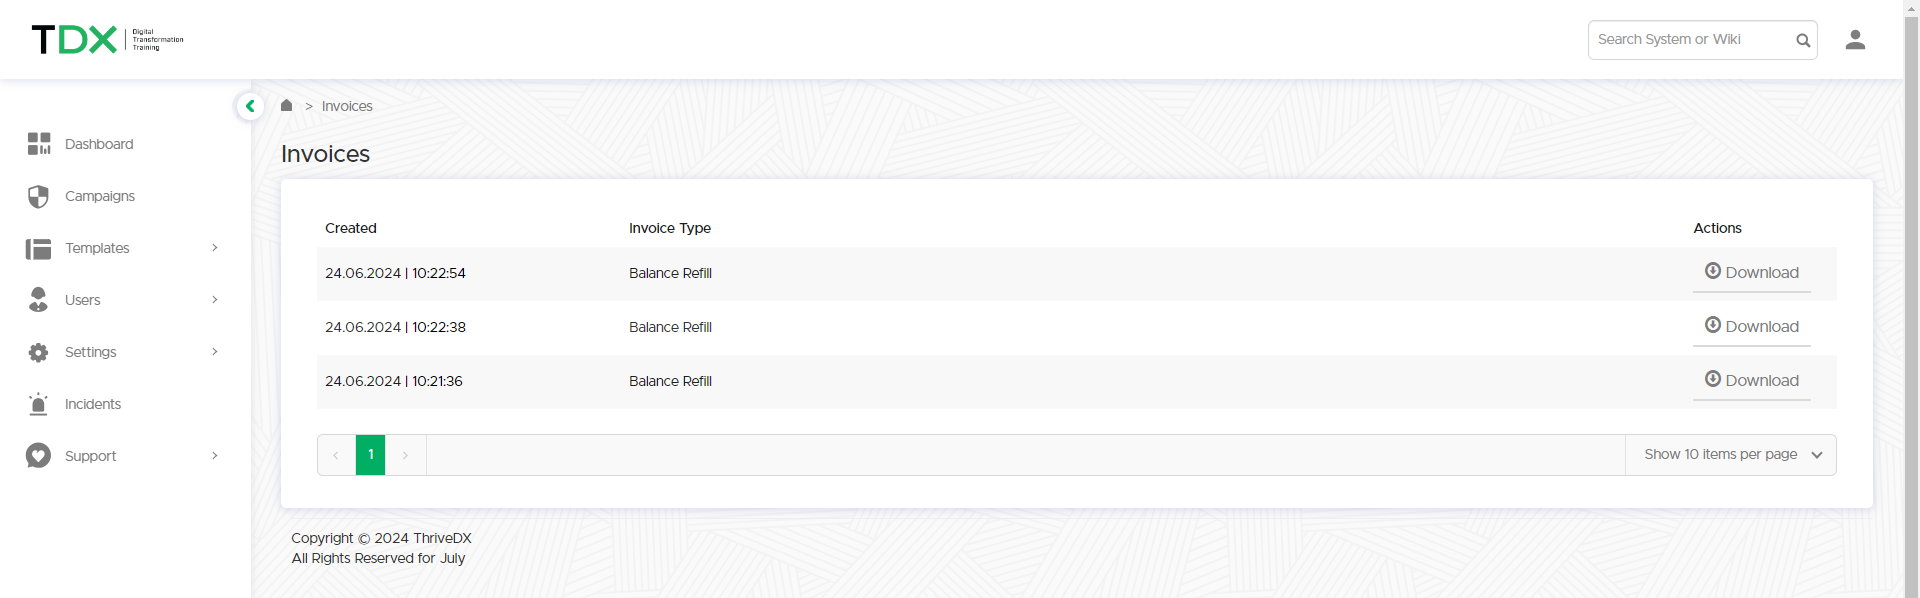 TDX Digital
Transformation
Training
Search System or Wiki
> Invoices
Dashboard
Campaigns
Templates
Users
Settings
Incidents
Support
Invoices
Created Invoice Type Actions
24.06.2024 | 10:22:54 Balance Refill Download
24.06.2024 | 10:22:38 Balance Refill Download
24.06.2024 | 10:21:36 Balance Refill Download
< 1 > Show 10 items per page
Copyright © 2024 ThriveDX
All Rights Reserved for July